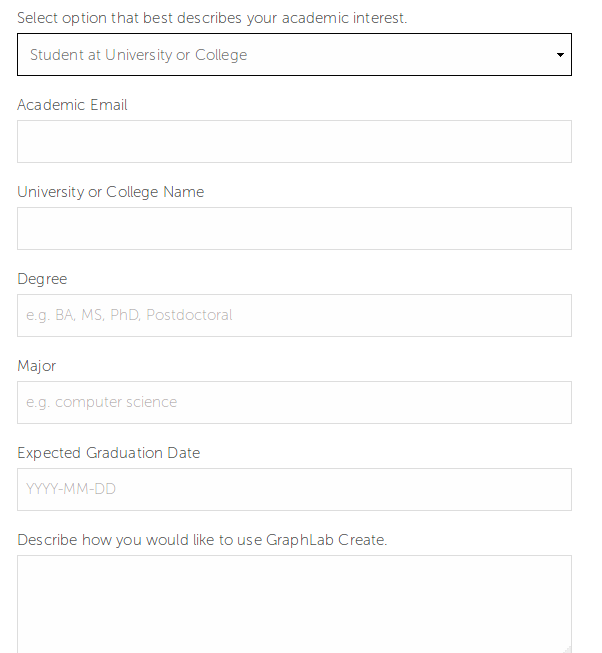 Select option that best describes your academic interest.
Student at University or College
Academic Email
University or College Name
Degree
e.g. BA, MS, PhD, Postdoctoral
Major
e.g. computer science
Expected Graduation Date
YYYY-MM-DD
Describe how you would like to use GraphLab Create.